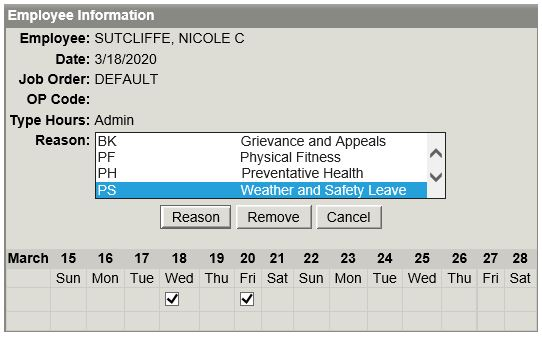 Employee Information
Employee: SUTCLIFFE, NICOLE C
Date: 3/18/2020
Job Order: DEFAULT
OP Code:
Type Hours: Admin
Reason:
BK Grievance and Appeals
PF Physical Fitness
PH Preventative Health
PS Weather and Safety Leave
Reason Remove Cancel
March 15 16 17 18 19 20 21 22 23 24 25 26 27 28
Sun Mon Tue Wed Thu Fri Sat Sun Mon Tue Wed Thu Fri Sat